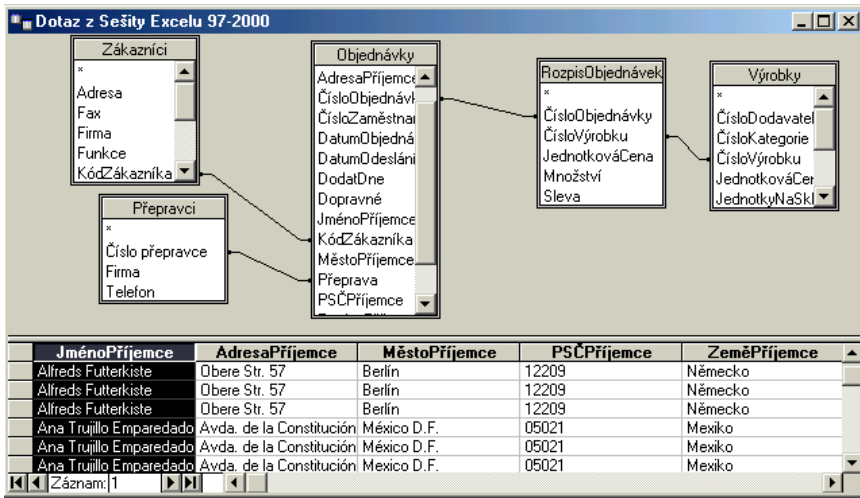 Dotaz z Sešity Excelu 97-2000
Zákazníci
*
Adresa
Fax
Firma
Funkce
KódZákazníka
Přepravci
*
Číslo přepravce
Firma
Telefon
Objednávky
AdresaPříjemce
ČísloObjednávk
ČísloZaměstnar
DatumObjedná
DatumOdeslání
DodatDne
Dopravné
JménoPříjemce
KódZákazníka
MěstoPříjemce
Přeprava
PSČPříjemce
RozpisObjednávek
*
ČísloObjednávky
ČísloVýrobku
JednotkováCena
Množství
Sleva
Výrobky
*
ČísloDodavatel
ČísloKategorie
ČísloVýrobku
JednotkováCer
JednotkyNaSkl
JménoPříjemce AdresaPříjemce MěstoPříjemce PSČPříjemce ZeměPříjemce
Alfreds Futterkiste Obere Str. 57 Berlín 12209 Německo
Alfreds Futterkiste Obere Str. 57 Berlín 12209 Německo
Alfreds Futterkiste Obere Str. 57 Berlín 12209 Německo
Ana Trujillo Emparedado Avda. de la Constitución México D.F. 05021 Mexiko
Ana Trujillo Emparedado Avda. de la Constitución Mexico D.F. 05021 Mexiko
Ana Trujillo Emparedado Avda. de la Constitución Mexico D.F. 05021 Mexiko
Záznam: 1